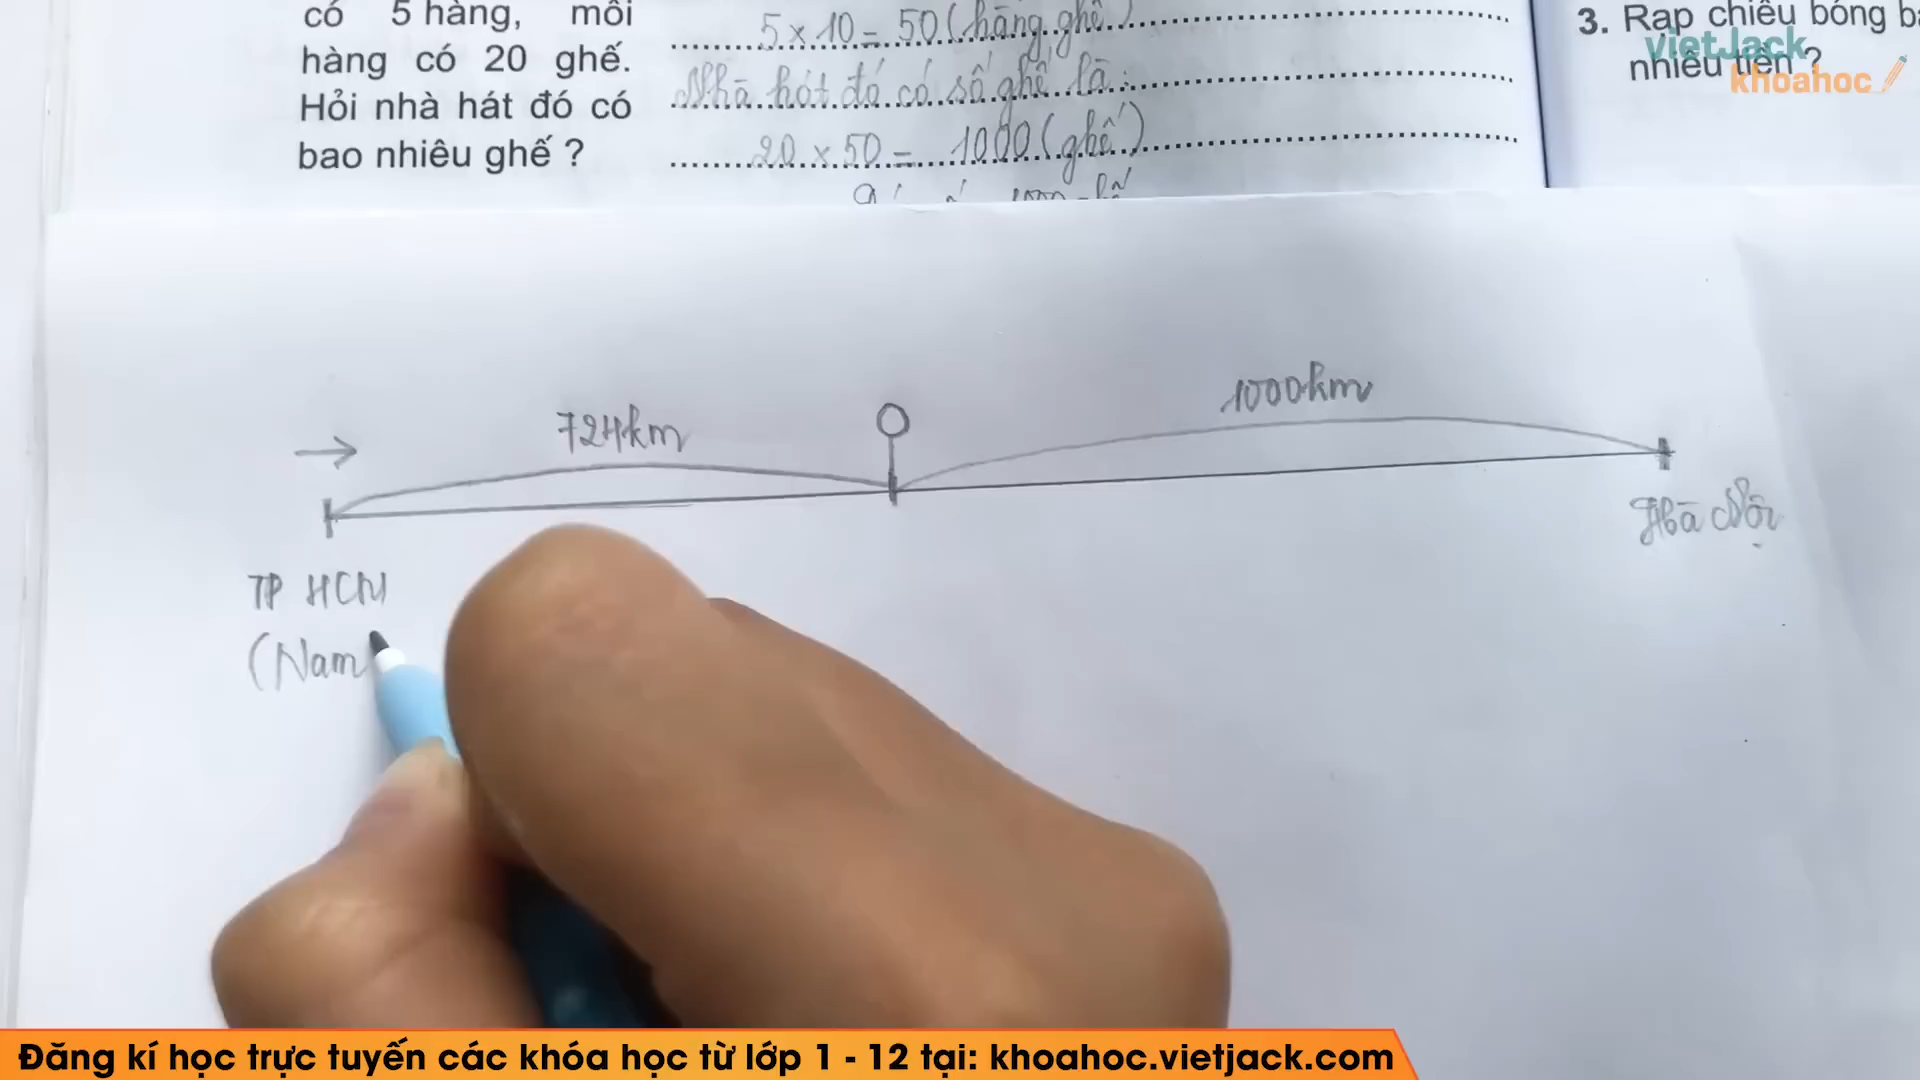 có 5 hàng, mỗi
hàng có 20 ghế.
Hỏi nhà hát đó có
bao nhiêu ghế ?
5 x 10 = 50 (hàng ghế)
Nhà hát đó có số ghế là:
20 x 50 = 1000 (ghế)
3. Rạp chiếu bóng
nhiêu tiền ?
vietJack
khoahoc
724km
1000km
TP HCM
(Nam
Hà Nội
Đăng kí học trực tuyến các khóa học từ lớp 1 - 12 tại: khoahoc.vietjack.com